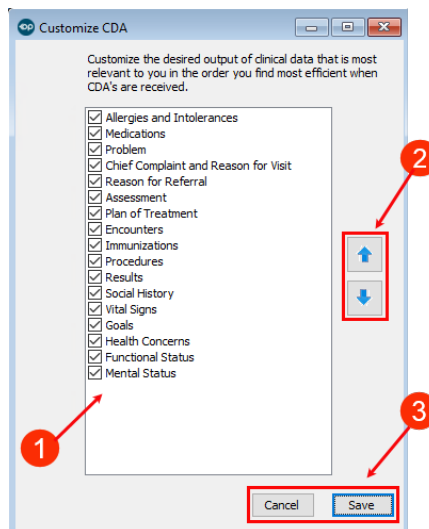 op Customize CDA
Customize the desired output of clinical data that is most
relevant to you in the order you find most efficient when
CDA's are received.
Allergies and Intolerances
Medications
Problem
Chief Complaint and Reason for Visit
Reason for Referral
Assessment
Plan of Treatment
Encounters
Immunizations
Procedures
Results
Social History
Vital Signs
Goals
Health Concerns
Functional Status
Mental Status
2
1
3
Cancel Save